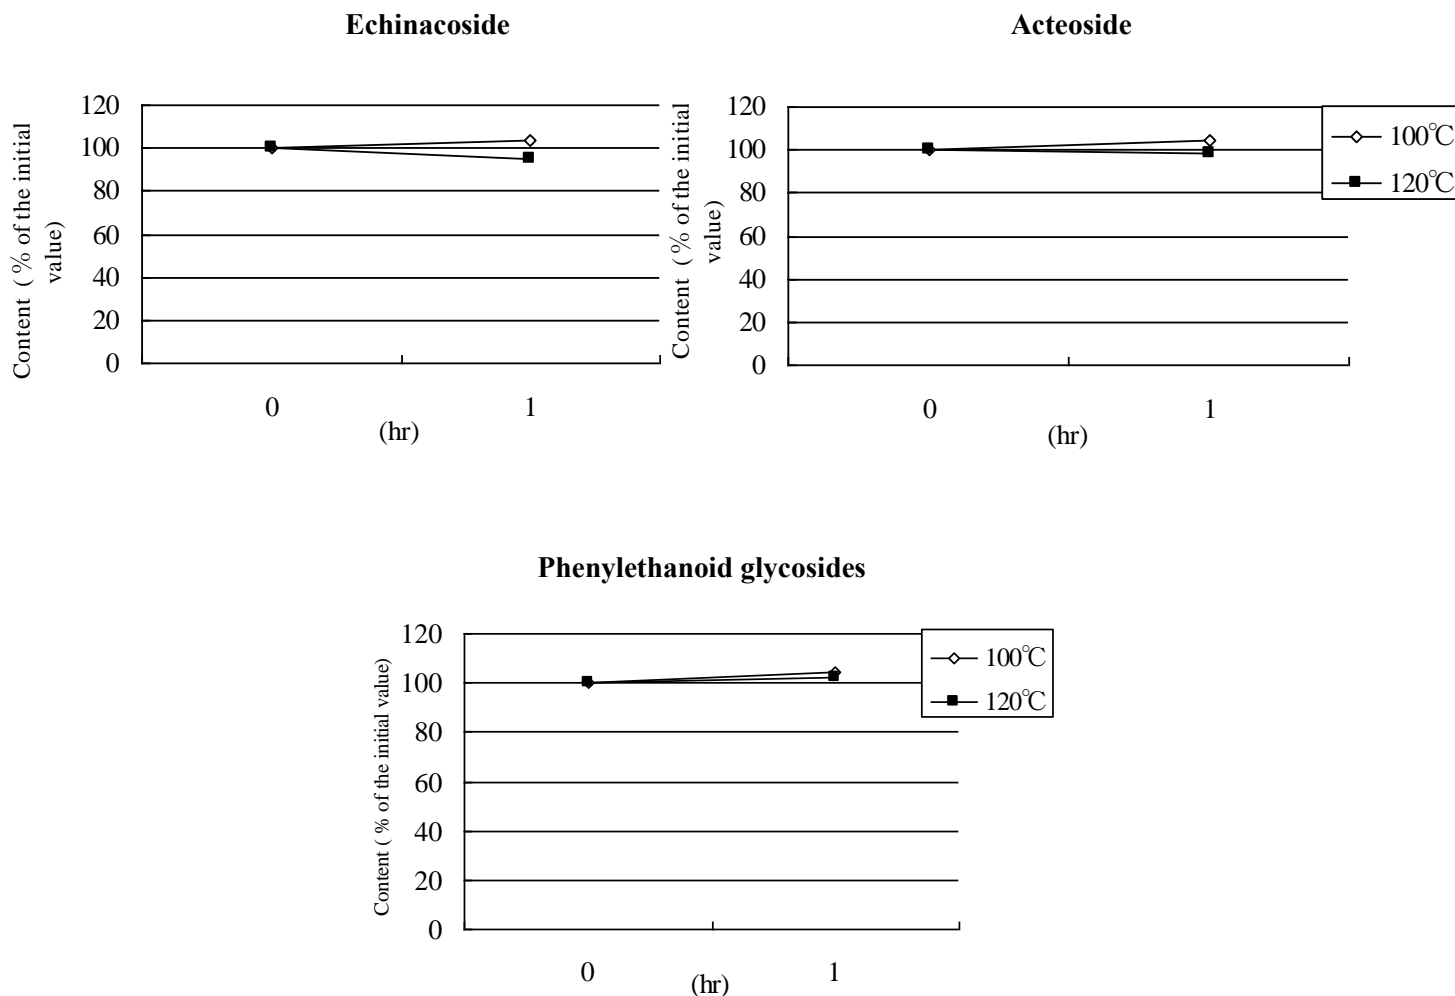 Echinacoside
Content ( % of the initial
value)
120
100
80
60
40
20
0
0
1
(hr)
Acteoside
Content ( % of the initial
value)
120
100
80
60
40
20
0
0
1
(hr)
100℃
120℃
Phenylethanoid glycosides
Content ( % of the initial value)
120
100
80
60
40
20
0
0
1
(hr)
100℃
120℃